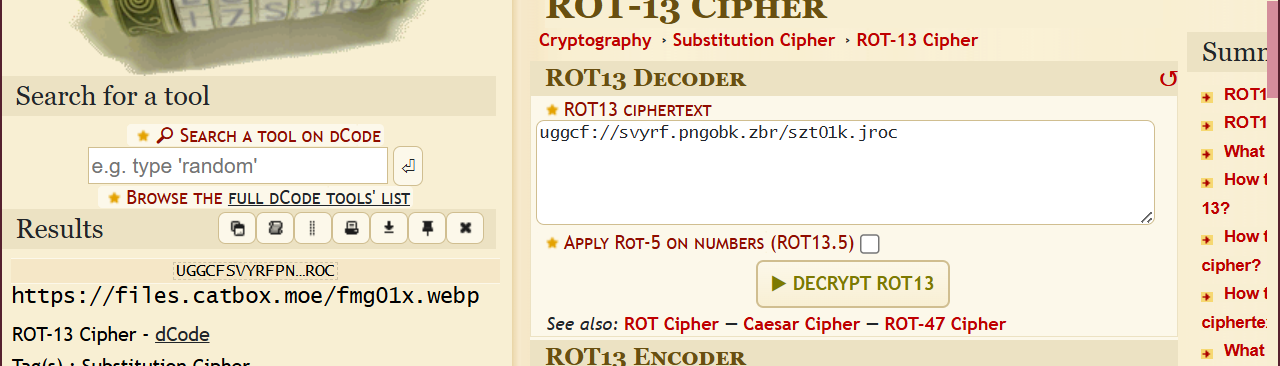 Search for a tool
SEARCH A TOOL ON DCODE
e.g. type 'random'
BROWSE THE FULL DCODE TOOLS' LIST
Results
UGGCFSVYRFPN…ROC
https://files.catbox.moe/fmg01x.webp
ROT-13 Cipher - dCode
Tag(s) : Substitution Cipher
ROT-13 CIPHER
Cryptography › Substitution Cipher › ROT-13 Cipher
ROT13 DECODER
ROT13 CIPHERTEXT
uggcf://svyrf.pngobk.zbr/szt01k.jroc
APPLY ROT-5 ON NUMBERS (ROT13.5)
▶ DECRYPT ROT13
See also: ROT Cipher — Caesar Cipher — ROT-47 Cipher
ROT13 ENCODER
Summ
ROT1
ROT1
What
How t
13?
How t
cipher?
How t
cipherte
What